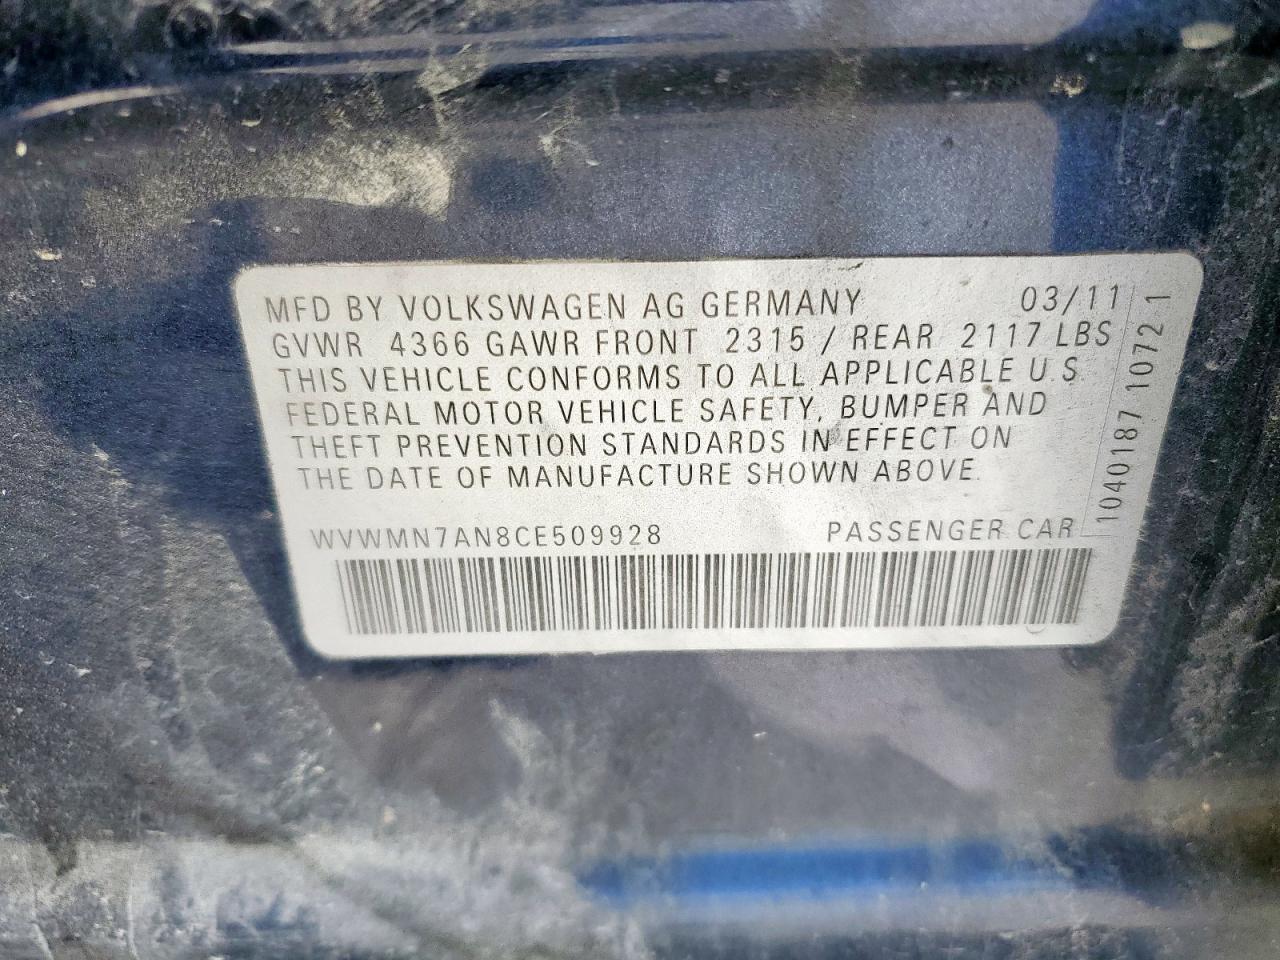 MFD BY VOLKSWAGEN AG GERMANY 03/11
GVWR 4366 GAWR FRONT 2315 / REAR 2117 LBS
THIS VEHICLE CONFORMS TO ALL APPLICABLE U.S.
FEDERAL MOTOR VEHICLE SAFETY, BUMPER AND
THEFT PREVENTION STANDARDS IN EFFECT ON
THE DATE OF MANUFACTURE SHOWN ABOVE.
WVWMN7AN8CE509928 PASSENGER CAR
1040187 1072 1